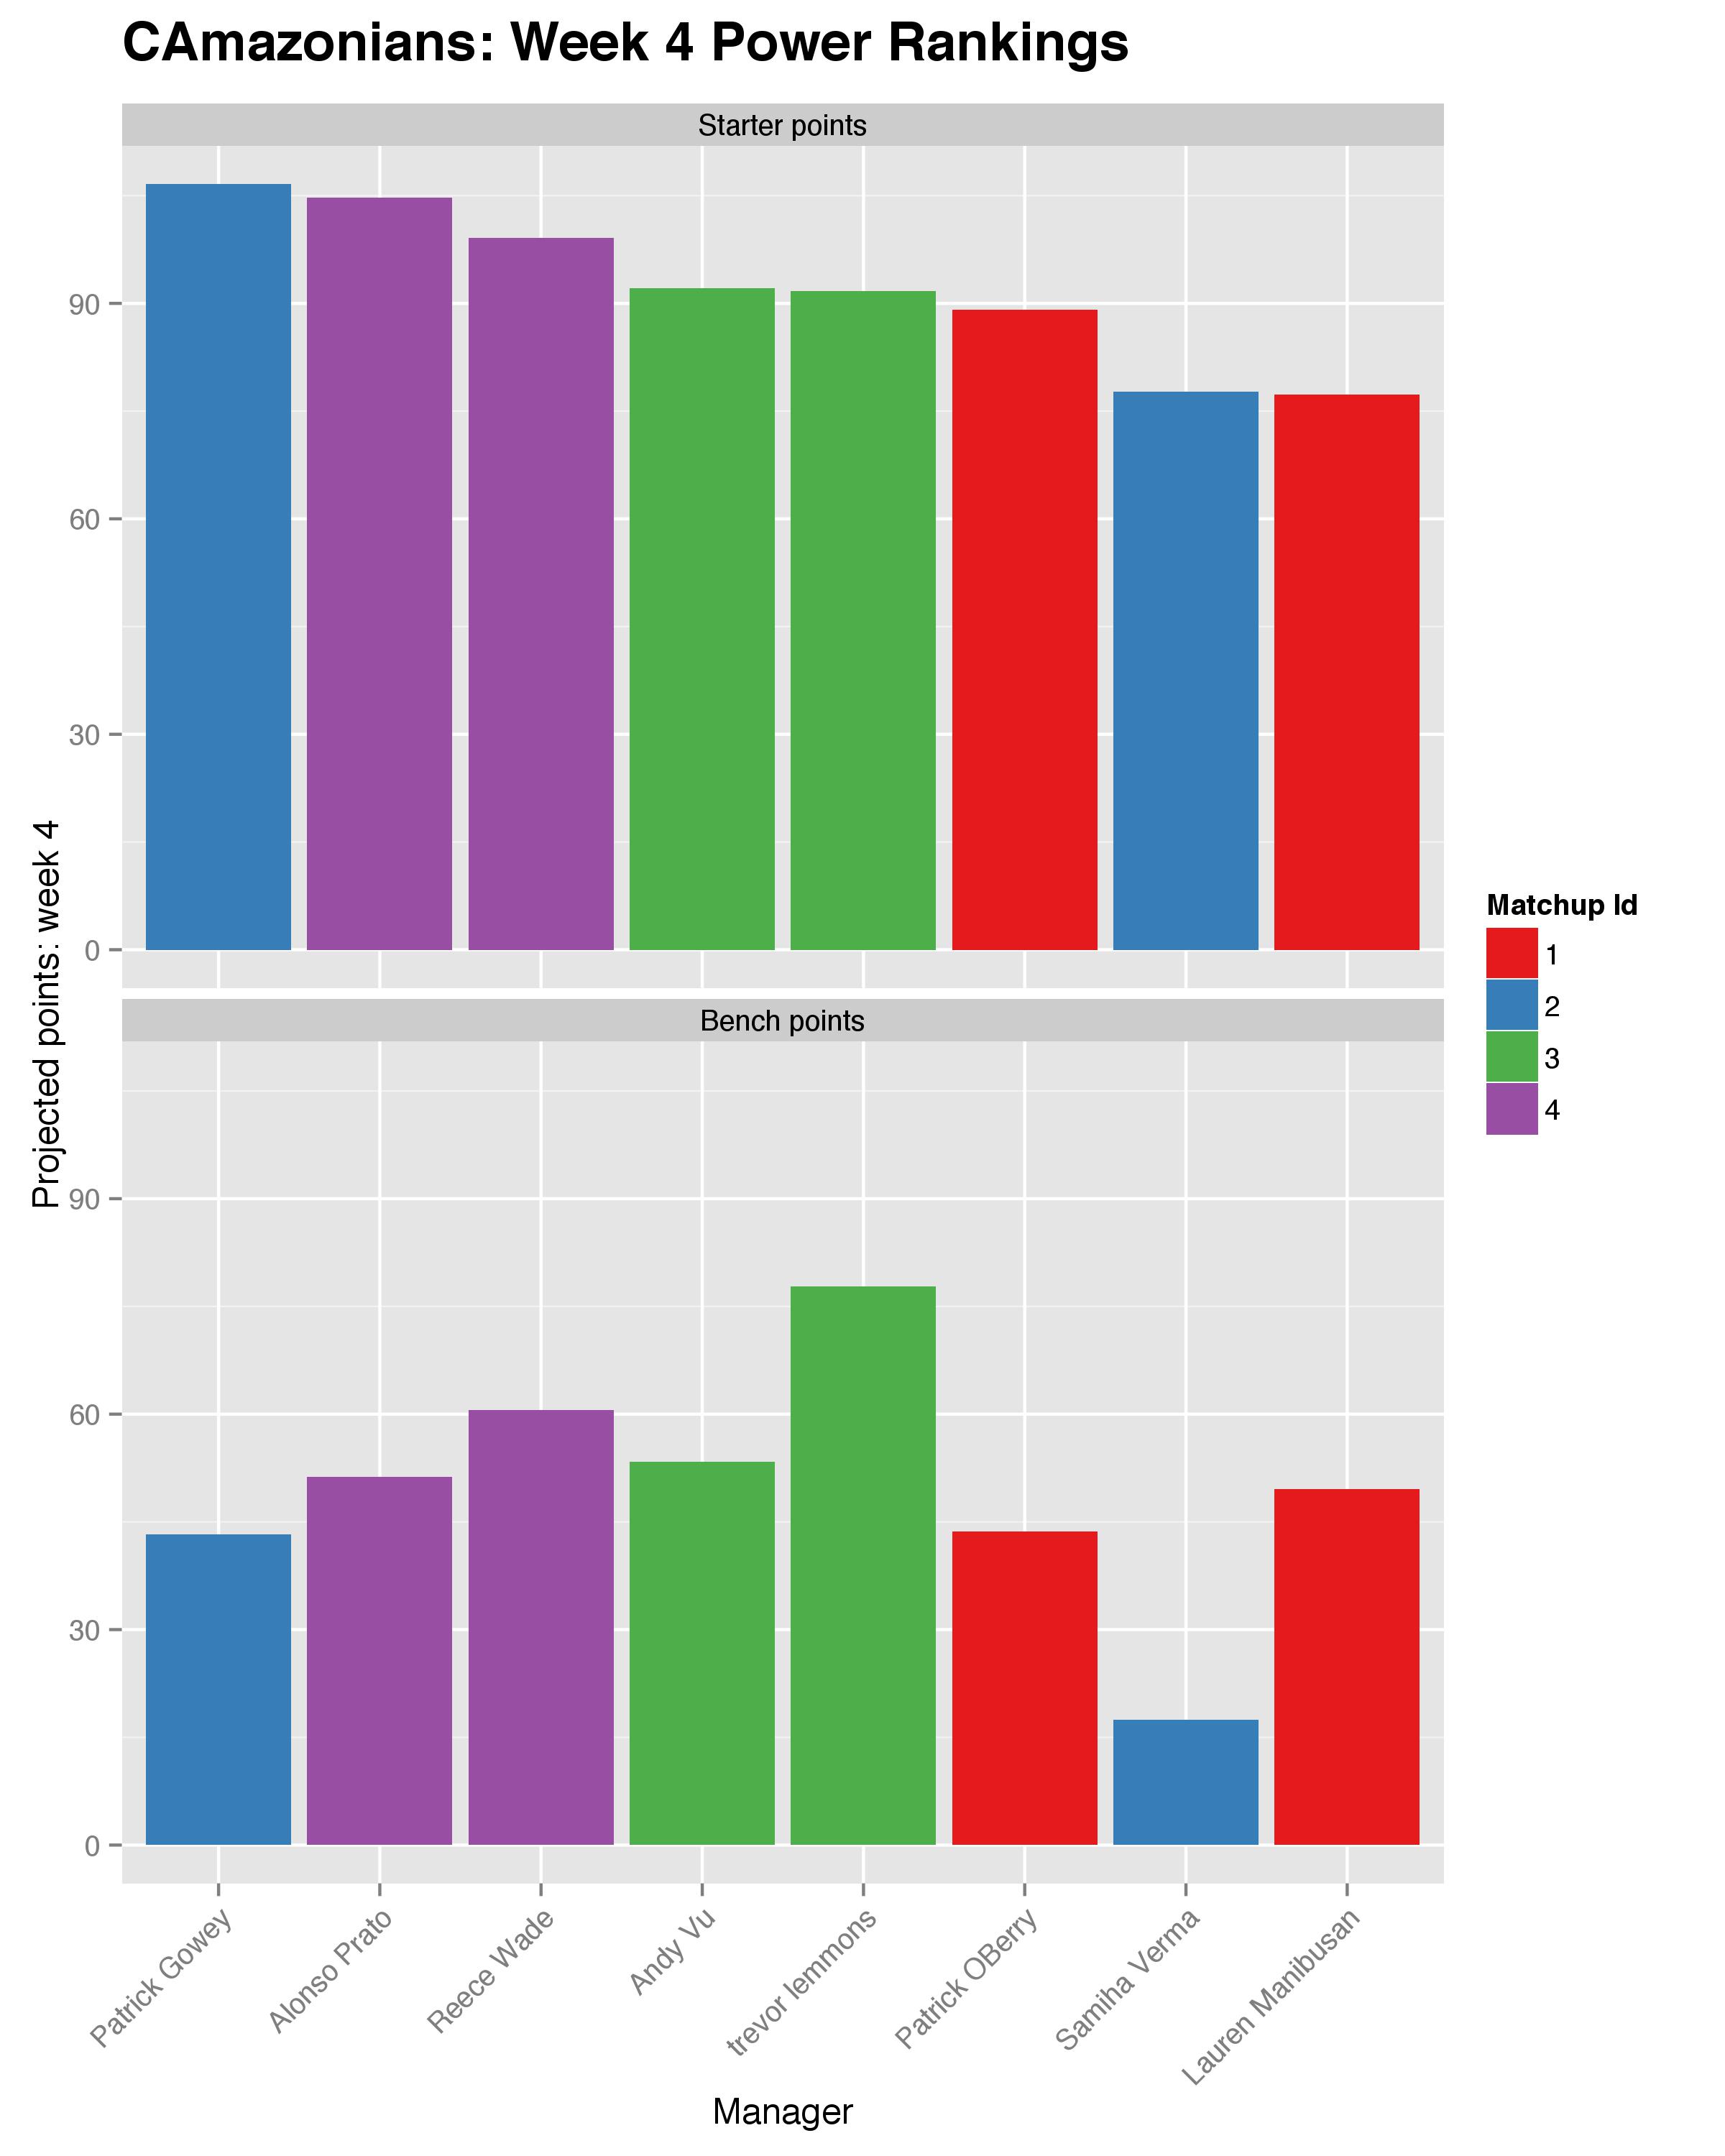 CAmazonians: Week 4 Power Rankings
Starter points
90
60
30
0
Bench points
90
60
30
0
Projected points: week 4
Patrick Gowey
Alonso Prato
Reece Wade
Andy Vu
trevor lemmons
Patrick OBerry
Samiha Verma
Lauren Manibusan
Manager
Matchup Id
1
2
3
4